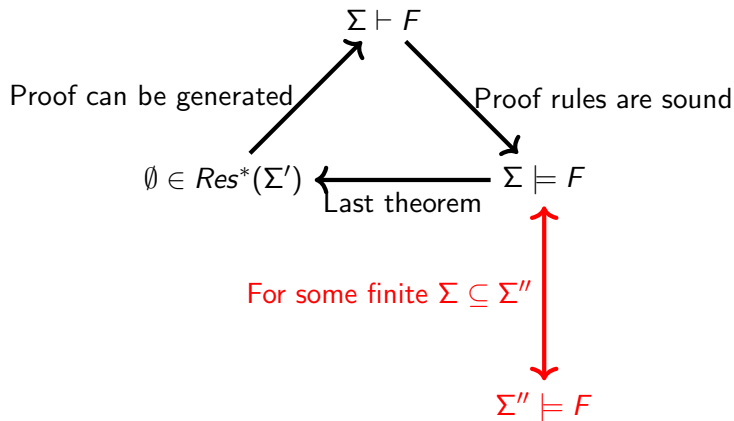 Σ ⊢ F
Proof can be generated
Proof rules are sound
∅ ∈ Res*(Σ′)
Σ ⊨ F
Last theorem
For some finite Σ ⊆ Σ″
Σ″ ⊨ F